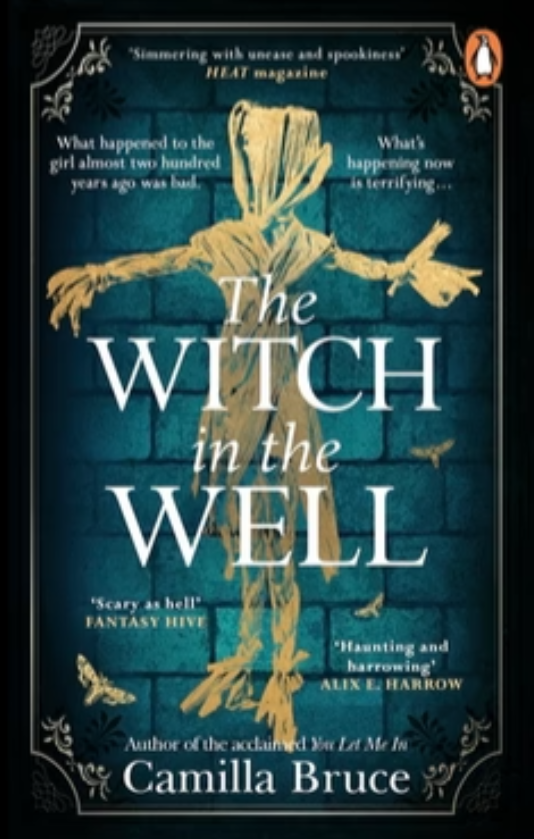 'Simmering with unease and spookiness'
HEAT magazine
What happened to the
girl almost two hundred
years ago was bad.
What's
happening now
is terrifying...
The
WITCH
in the
WELL
'Scary as hell'
FANTASY HIVE
'Haunting and
harrowing'
ALIX E. HARROW
Author of the acclaimed You Let Me In
Camilla Bruce